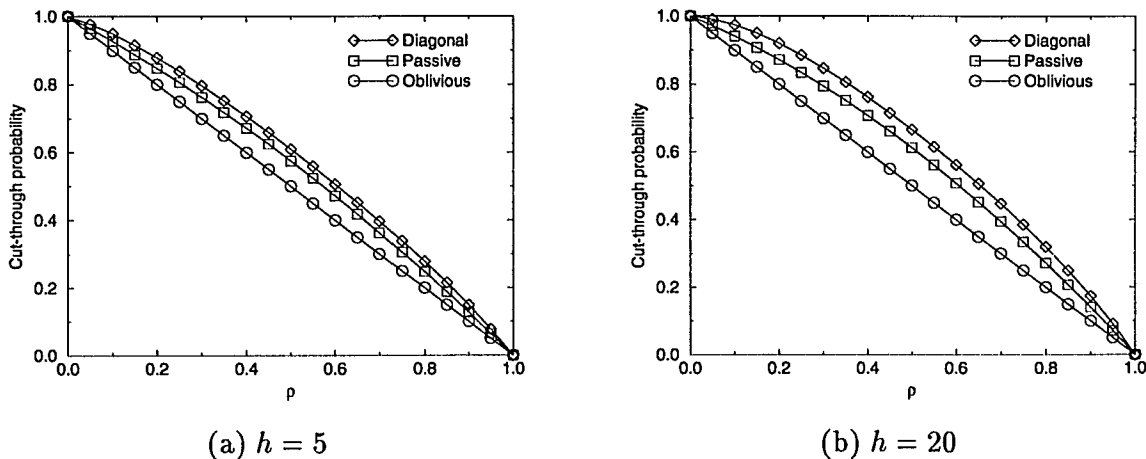 1.0
0.8
0.6
0.4
0.2
0.0
Cut-through probability
Diagonal
Passive
Oblivious
0.0 0.2 0.4 0.6 0.8 1.0
ρ
(a) h = 5
1.0
0.8
0.6
0.4
0.2
0.0
Cut-through probability
Diagonal
Passive
Oblivious
0.0 0.2 0.4 0.6 0.8 1.0
ρ
(b) h = 20